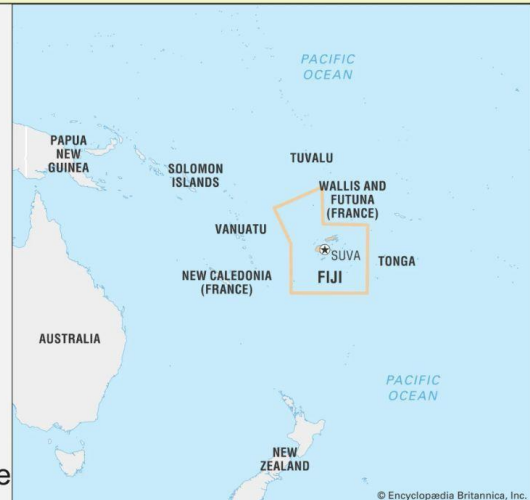 PACIFIC
OCEAN
PAPUA
NEW
GUINEA
SOLOMON
ISLANDS
TUVALU
WALLIS AND
FUTUNA
(FRANCE)
VANUATU
SUVA
FIJI
TONGA
NEW CALEDONIA
(FRANCE)
AUSTRALIA
PACIFIC
OCEAN
NEW
ZEALAND
e
© Encyclopædia Britannica, Inc.